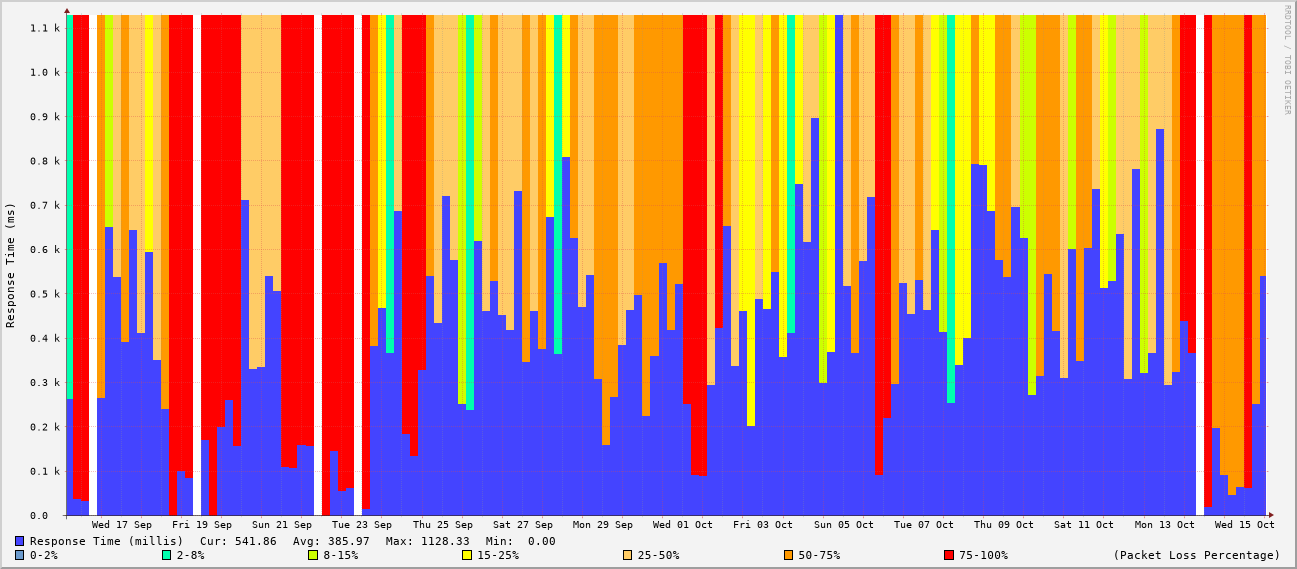 RRDTOOL / TOBI OETIKER
Response Time (ms)
1.1 k
1.0 k
0.9 k
0.8 k
0.7 k
0.6 k
0.5 k
0.4 k
0.3 k
0.2 k
0.1 k
0.0
Wed 17 Sep Fri 19 Sep Sun 21 Sep Tue 23 Sep Thu 25 Sep Sat 27 Sep Mon 29 Sep Wed 01 Oct Fri 03 Oct Sun 05 Oct Tue 07 Oct Thu 09 Oct Sat 11 Oct Mon 13 Oct Wed 15 Oct
Response Time (millis) Cur: 541.86 Avg: 385.97 Max: 1128.33 Min: 0.00
0-2% 2-8% 8-15% 15-25% 25-50% 50-75% 75-100% (Packet Loss Percentage)